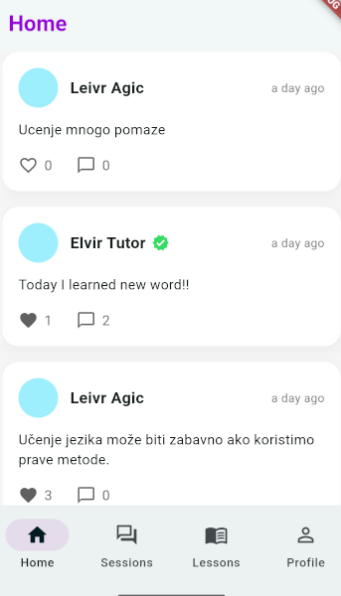 Home
Leivr Agic
a day ago
Ucenje mnogo pomaze
0
0
Elvir Tutor
a day ago
Today I learned new word!!
1
2
Leivr Agic
a day ago
Učenje jezika može biti zabavno ako koristimo
prave metode.
3
0
Home
Sessions
Lessons
Profile